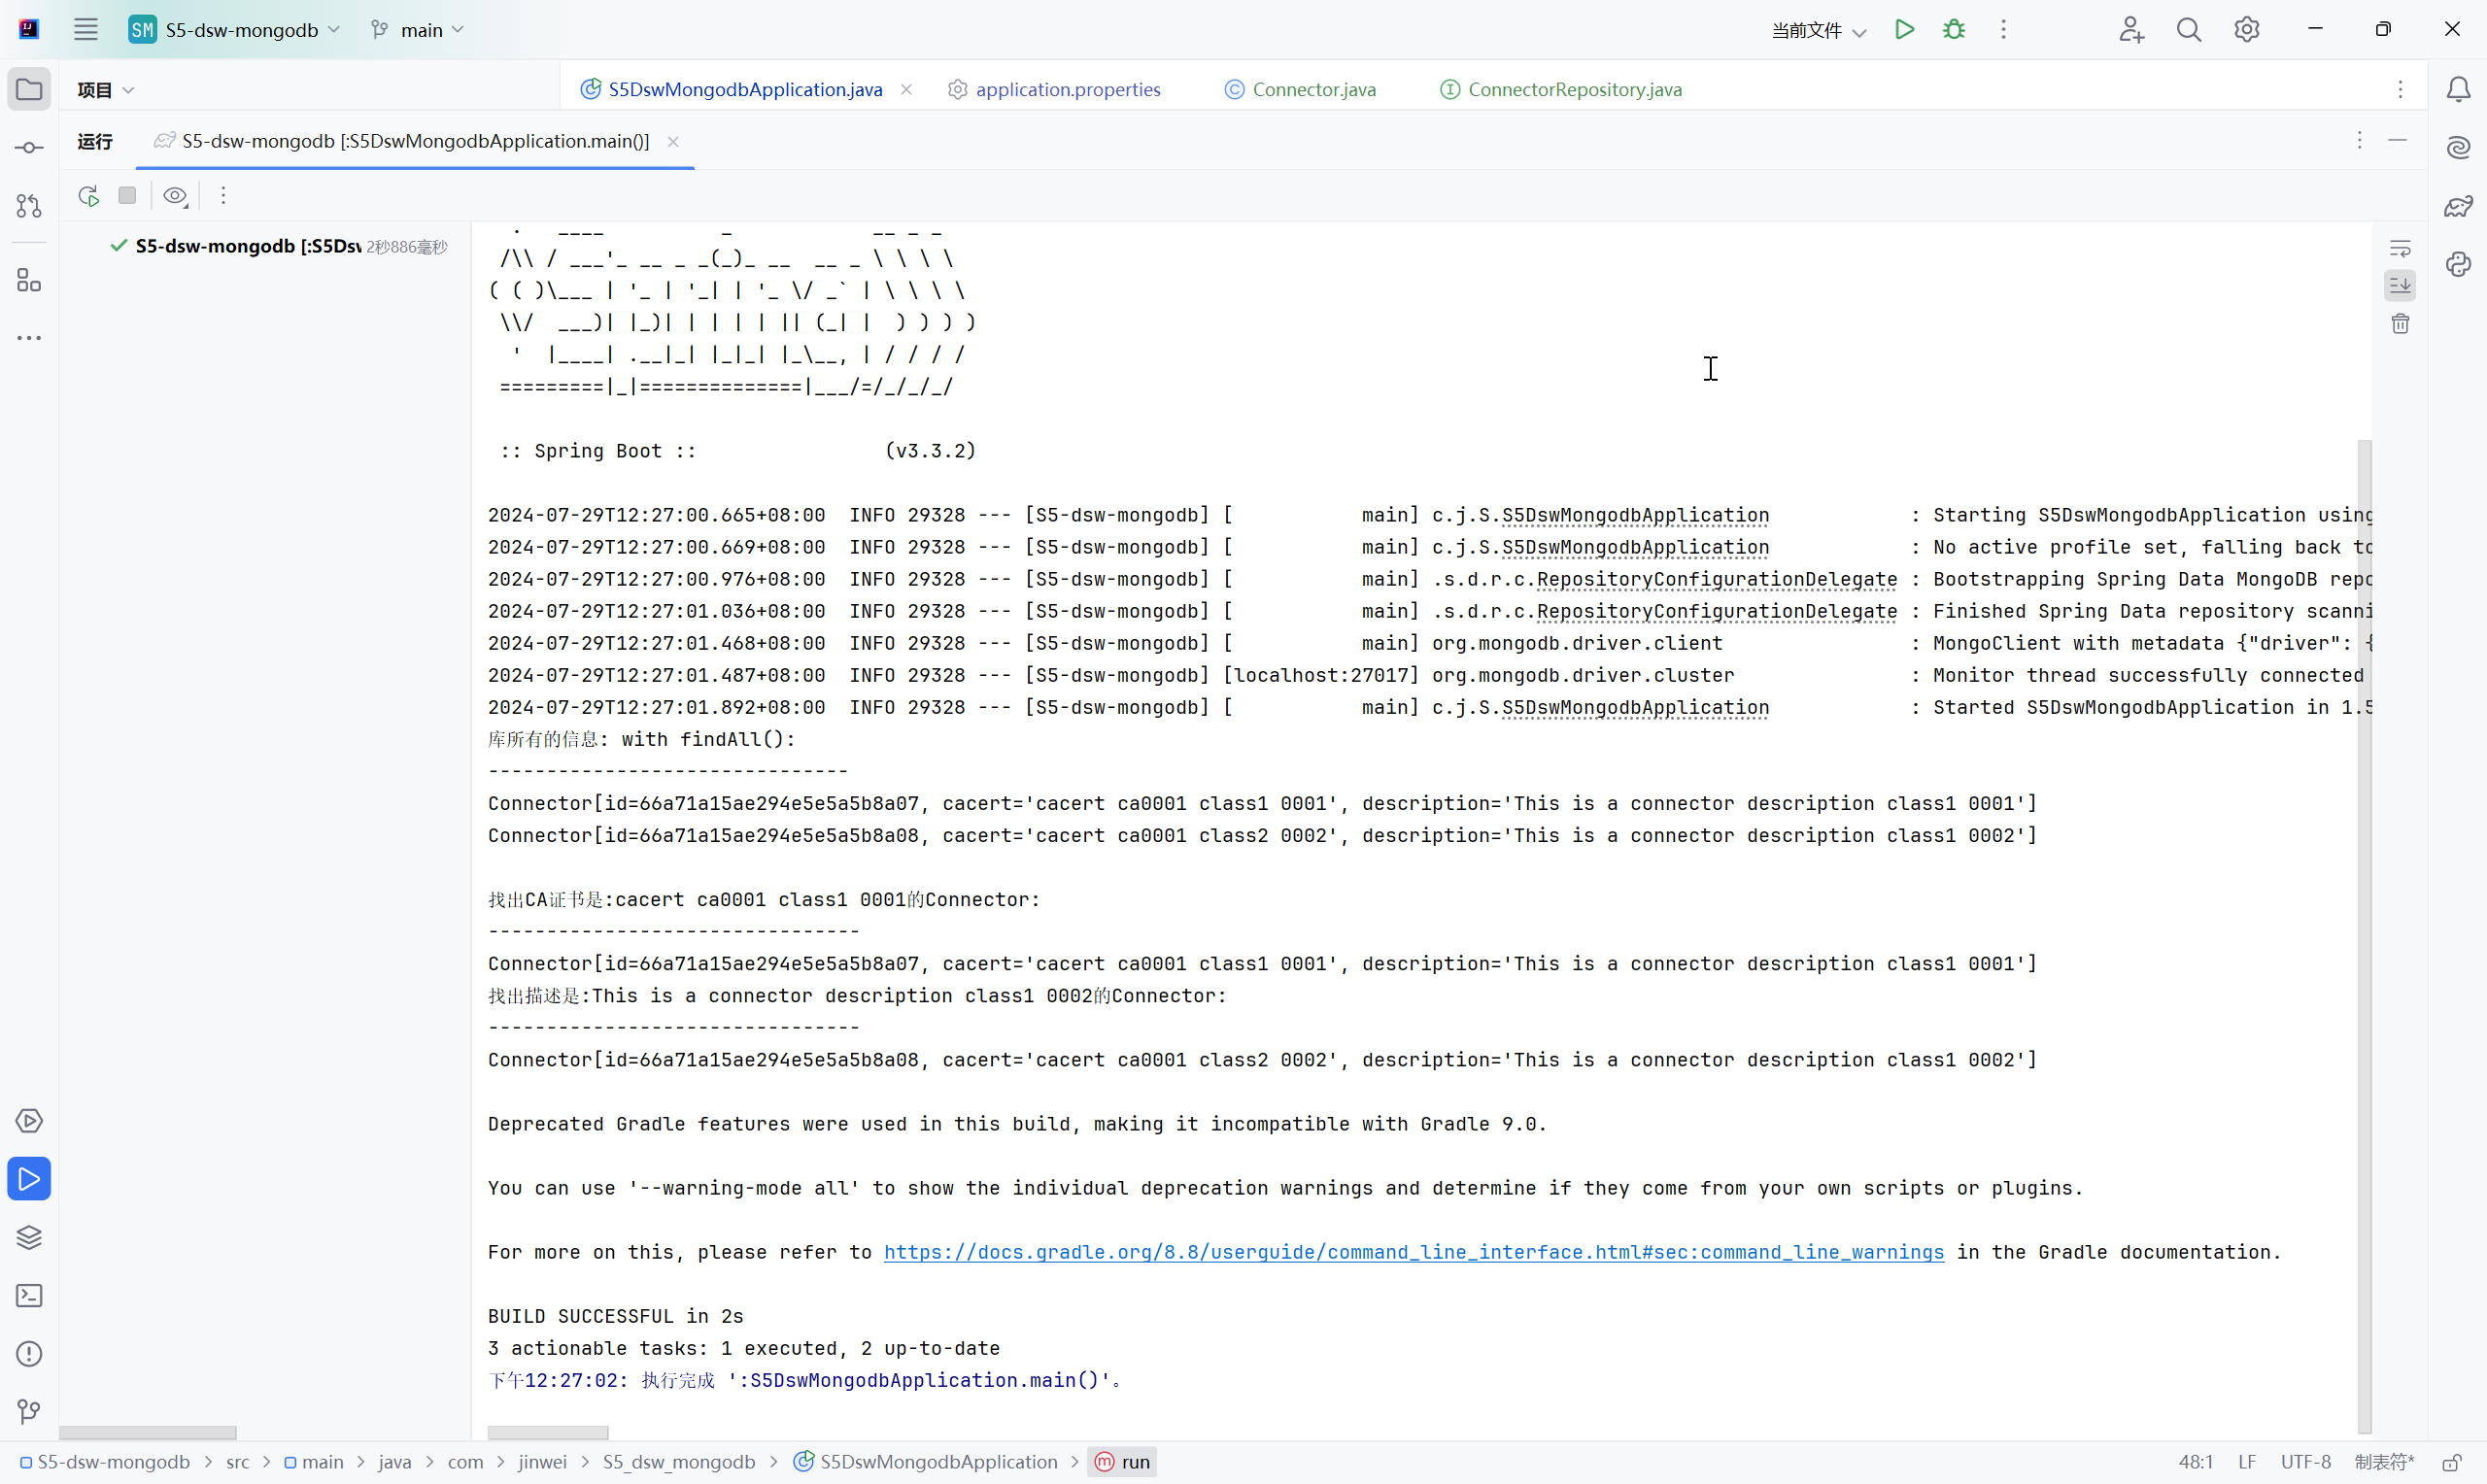 SM S5-dsw-mongodb main 当前文件
项目 S5DswMongodbApplication.java application.properties Connector.java ConnectorRepository.java
运行 S5-dsw-mongodb [:S5DswMongodbApplication.main()]
S5-dsw-mongodb [:S5Dsw 2秒886毫秒
  .   ____          _            __ _ _
 /\\ / ___'_ __ _ _(_)_ __  __ _ \ \ \ \
( ( )\___ | '_ | '_| | '_ \/ _` | \ \ \ \
 \\/  ___)| |_)| | | | | || (_| |  ) ) ) )
  '  |____| .__|_| |_|_| |_\__, | / / / /
 =========|_|==============|___/=/_/_/_/
:: Spring Boot ::                (v3.3.2)
2024-07-29T12:27:00.665+08:00  INFO 29328 --- [S5-dsw-mongodb] [           main] c.j.S.S5DswMongodbApplication            : Starting S5DswMongodbApplication using
2024-07-29T12:27:00.669+08:00  INFO 29328 --- [S5-dsw-mongodb] [           main] c.j.S.S5DswMongodbApplication            : No active profile set, falling back to
2024-07-29T12:27:00.976+08:00  INFO 29328 --- [S5-dsw-mongodb] [           main] .s.d.r.c.RepositoryConfigurationDelegate : Bootstrapping Spring Data MongoDB repo
2024-07-29T12:27:01.036+08:00  INFO 29328 --- [S5-dsw-mongodb] [           main] .s.d.r.c.RepositoryConfigurationDelegate : Finished Spring Data repository scanni
2024-07-29T12:27:01.468+08:00  INFO 29328 --- [S5-dsw-mongodb] [           main] org.mongodb.driver.client                : MongoClient with metadata {"driver": {
2024-07-29T12:27:01.487+08:00  INFO 29328 --- [S5-dsw-mongodb] [localhost:27017] org.mongodb.driver.cluster               : Monitor thread successfully connected
2024-07-29T12:27:01.892+08:00  INFO 29328 --- [S5-dsw-mongodb] [           main] c.j.S.S5DswMongodbApplication            : Started S5DswMongodbApplication in 1.5
库所有的信息: with findAll():
-------------------------------
Connector[id=66a71a15ae294e5e5a5b8a07, cacert='cacert ca0001 class1 0001', description='This is a connector description class1 0001']
Connector[id=66a71a15ae294e5e5a5b8a08, cacert='cacert ca0001 class2 0002', description='This is a connector description class1 0002']
找出CA证书是:cacert ca0001 class1 0001的Connector:
--------------------------------
Connector[id=66a71a15ae294e5e5a5b8a07, cacert='cacert ca0001 class1 0001', description='This is a connector description class1 0001']
找出描述是:This is a connector description class1 0002的Connector:
--------------------------------
Connector[id=66a71a15ae294e5e5a5b8a08, cacert='cacert ca0001 class2 0002', description='This is a connector description class1 0002']
Deprecated Gradle features were used in this build, making it incompatible with Gradle 9.0.
You can use '--warning-mode all' to show the individual deprecation warnings and determine if they come from your own scripts or plugins.
For more on this, please refer to https://docs.gradle.org/8.8/userguide/command_line_interface.html#sec:command_line_warnings in the Gradle documentation.
BUILD SUCCESSFUL in 2s
3 actionable tasks: 1 executed, 2 up-to-date
下午12:27:02: 执行完成 ':S5DswMongodbApplication.main()'。
S5-dsw-mongodb > src > main > java > com > jinwei > S5_dsw_mongodb > S5DswMongodbApplication > run 48:1 LF UTF-8 制表符*